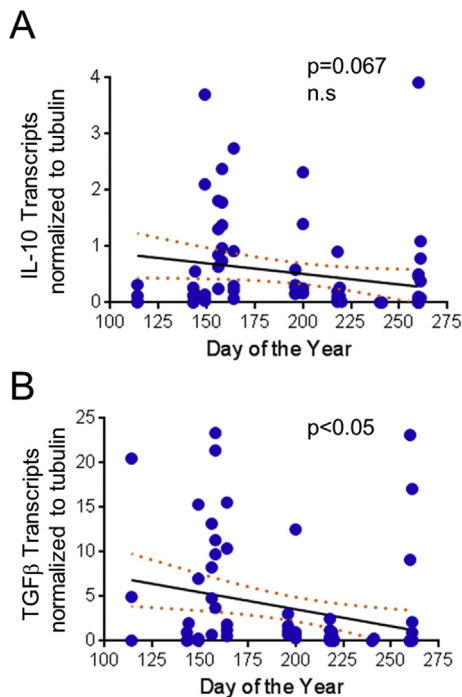 A
p=0.067
n.s
IL-10 Transcripts
normalized to tubulin
4
3
2
1
0
100 125 150 175 200 225 250 275
Day of the Year
B
p<0.05
TGFβ Transcripts
normalized to tubulin
25
20
15
10
5
0
100 125 150 175 200 225 250 275
Day of the Year